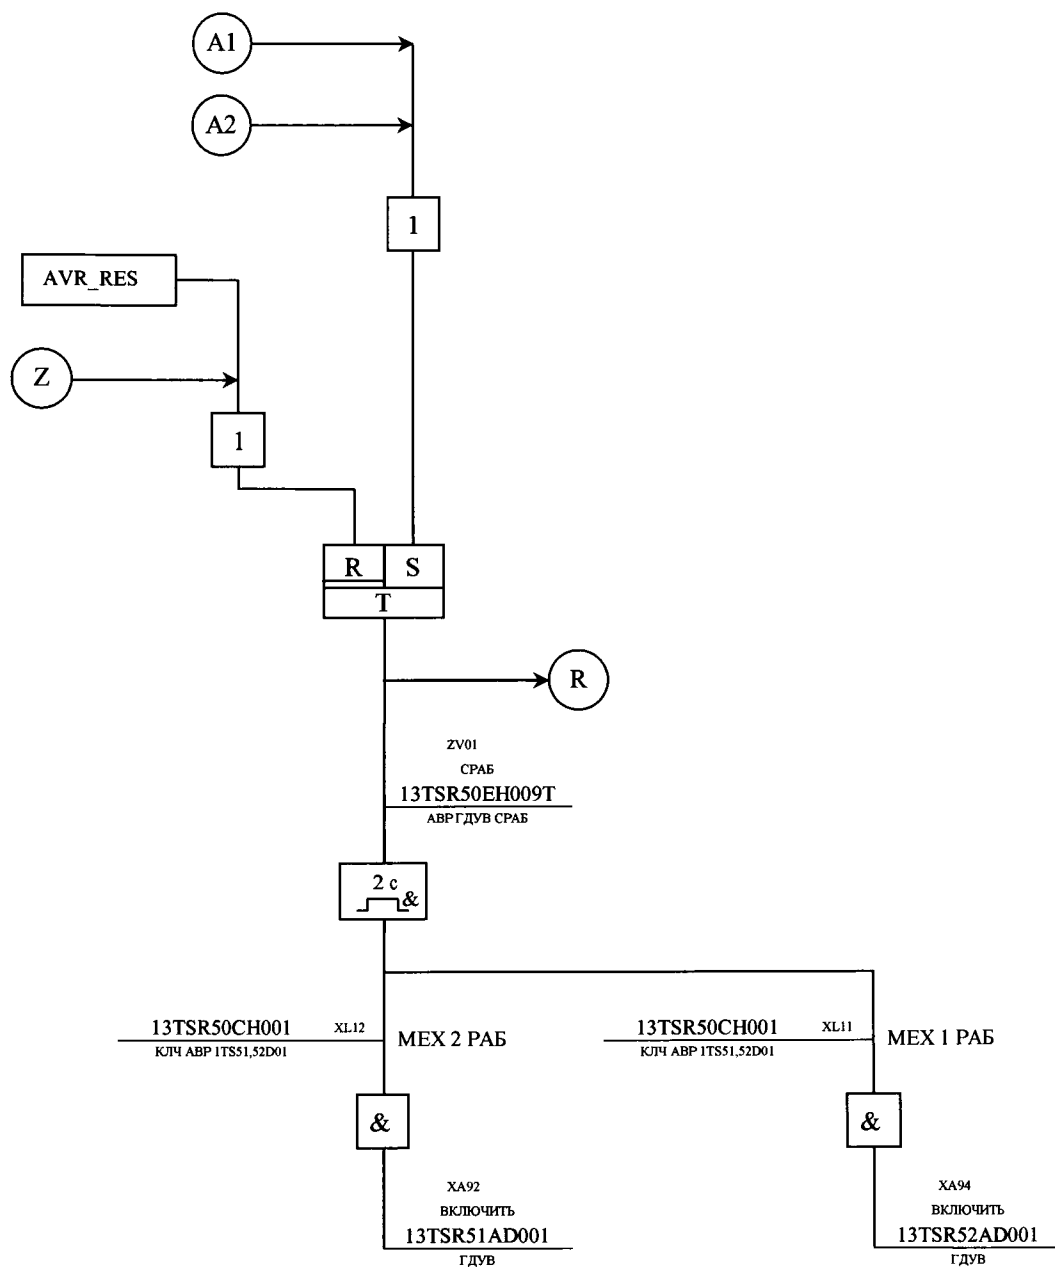 A1
A2
1
AVR_RES
Z
1
R S
T
R
ZV01
СРАБ
13TSR50EH009T
АВР ГДУВ СРАБ
2 с
&
13TSR50CH001 XL12
КЛЧ АВР 1TS51,52D01
МЕХ 2 РАБ
13TSR50CH001 XL11
КЛЧ АВР 1TS51,52D01
МЕХ 1 РАБ
&
&
XA92
ВКЛЮЧИТЬ
13TSR51AD001
ГДУВ
XA94
ВКЛЮЧИТЬ
13TSR52AD001
ГДУВ